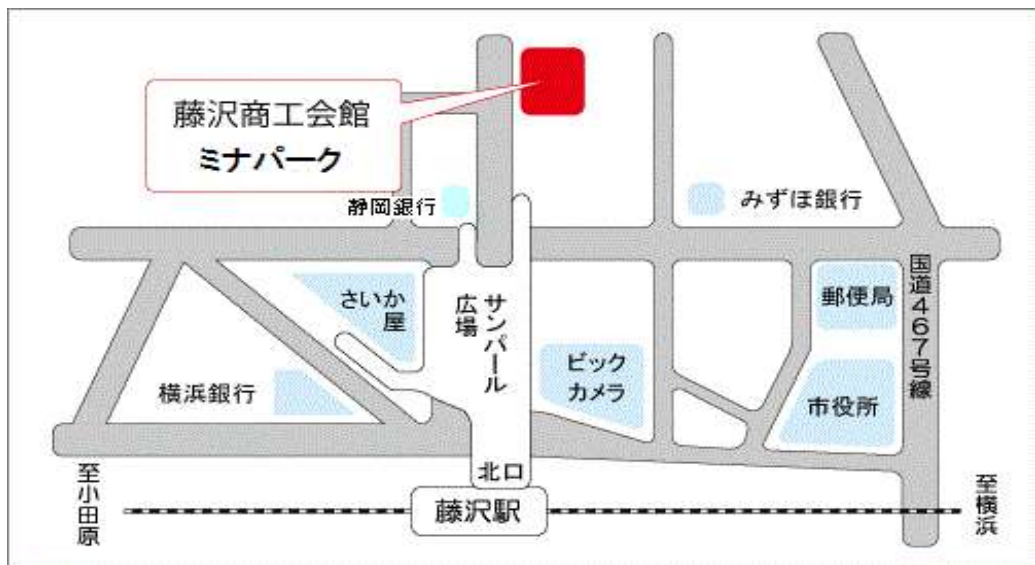 藤沢商工会館
ミナパーク
静岡銀行
みずほ銀行
さいか
屋
サンパール
広場
ビック
カメラ
郵便局
国道467号線
横浜銀行
市役所
北口
至小田原
藤沢駅
至横浜